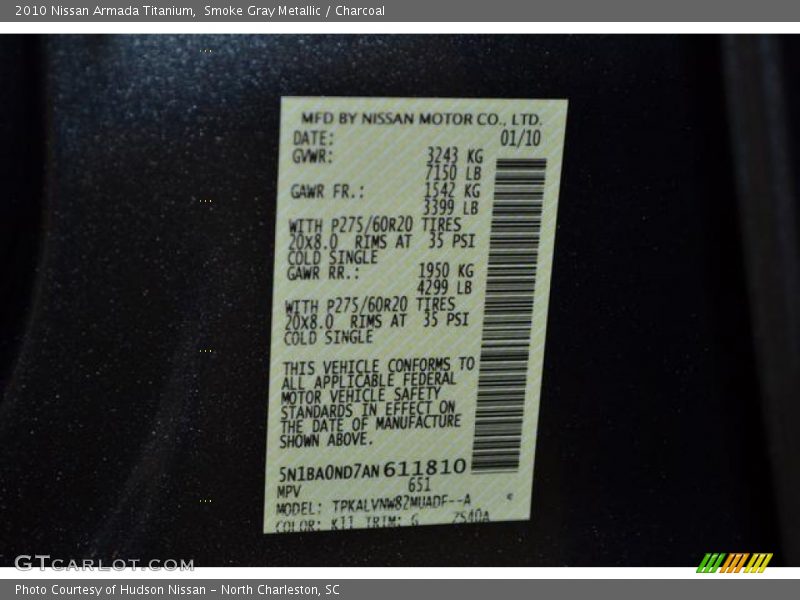 2010 Nissan Armada Titanium, Smoke Gray Metallic / Charcoal
MFD BY NISSAN MOTOR CO., LTD.
DATE: 01/10
GVWR: 3243 KG
7150 LB
GAWR FR.: 1542 KG
3399 LB
WITH P275/60R20 TIRES
20X8.0 RIMS AT 35 PSI
COLD SINGLE
GAWR RR.: 1950 KG
4299 LB
WITH P275/60R20 TIRES
20X8.0 RIMS AT 35 PSI
COLD SINGLE
THIS VEHICLE CONFORMS TO
ALL APPLICABLE FEDERAL
MOTOR VEHICLE SAFETY
STANDARDS IN EFFECT ON
THE DATE OF MANUFACTURE
SHOWN ABOVE.
5N1BA0ND7AN611810
MPV 651
MODEL: TPKALVNW82MUADF--A
COLOR: K11 TRIM: G 7S40A
GTCARLOT.COM
Photo Courtesy of Hudson Nissan - North Charleston, SC